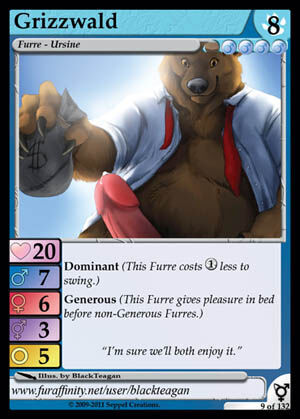 Grizzwald
8
Furre - Ursine
$
20
7
6
3
5
Dominant (This Furre costs 1 less to
swing.)
Generous (This Furre gives pleasure in bed
before non-Generous Furres.)
"I'm sure we'll both enjoy it."
Illus. by BlackTeagan
www.furaffinity.net/user/blackteagan
© 2009-2011 Seppel Creations.
9 of 132